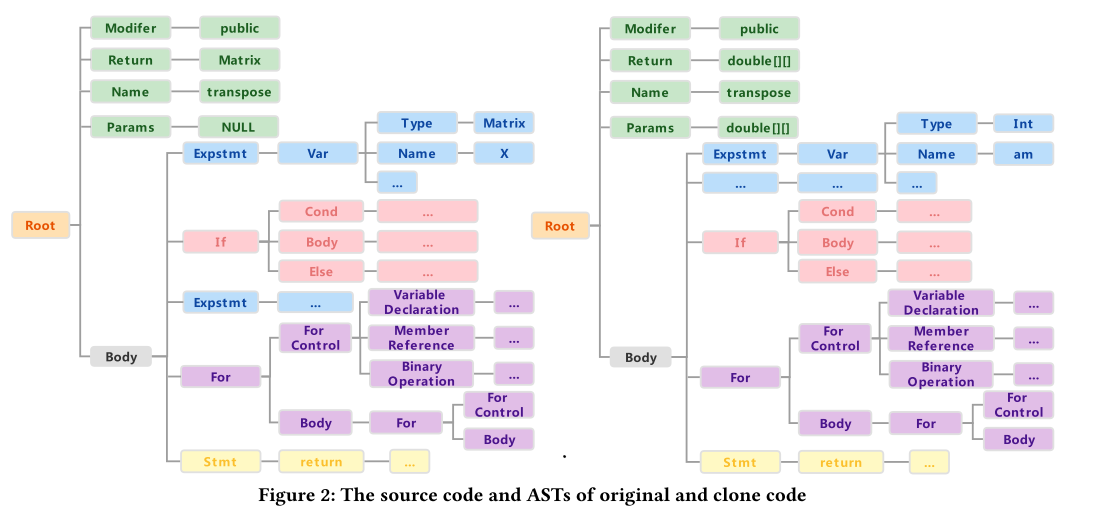 Modifer public
Return Matrix
Name transpose
Params NULL
Type Matrix
Expstmt Var Name X
...
Cond ...
Root If Body ...
Else ...
Expstmt ...
Variable
Declaration ...
For
Control
Member
Reference ...
Body
Binary
Operation ...
For
For
Control
Body For
Body
Stmt return ...
Modifer public
Return double[][]
Name transpose
Params double[][]
Type Int
Expstmt Var Name am
... ... ...
Cond ...
Root If Body ...
Else ...
Variable
Declaration ...
For
Control
Member
Reference ...
Body
Binary
Operation ...
For
For
Control
Body For
Body
Stmt return ...
.
Figure 2: The source code and ASTs of original and clone code